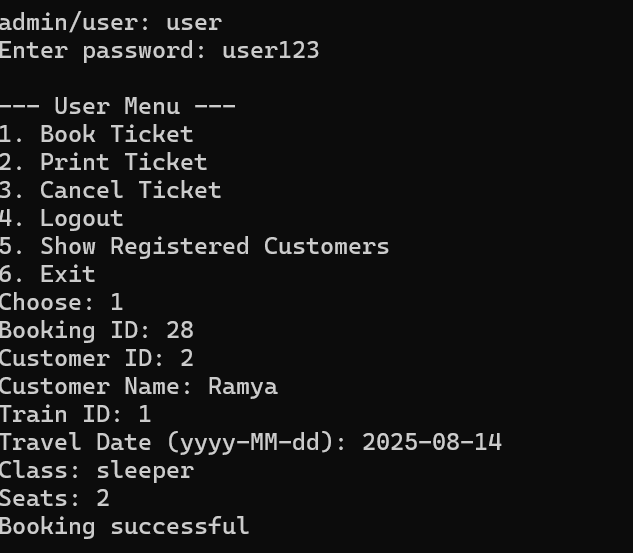 admin/user: user
Enter password: user123
--- User Menu ---
1. Book Ticket
2. Print Ticket
3. Cancel Ticket
4. Logout
5. Show Registered Customers
6. Exit
Choose: 1
Booking ID: 28
Customer ID: 2
Customer Name: Ramya
Train ID: 1
Travel Date (yyyy-MM-dd): 2025-08-14
Class: sleeper
Seats: 2
Booking successful